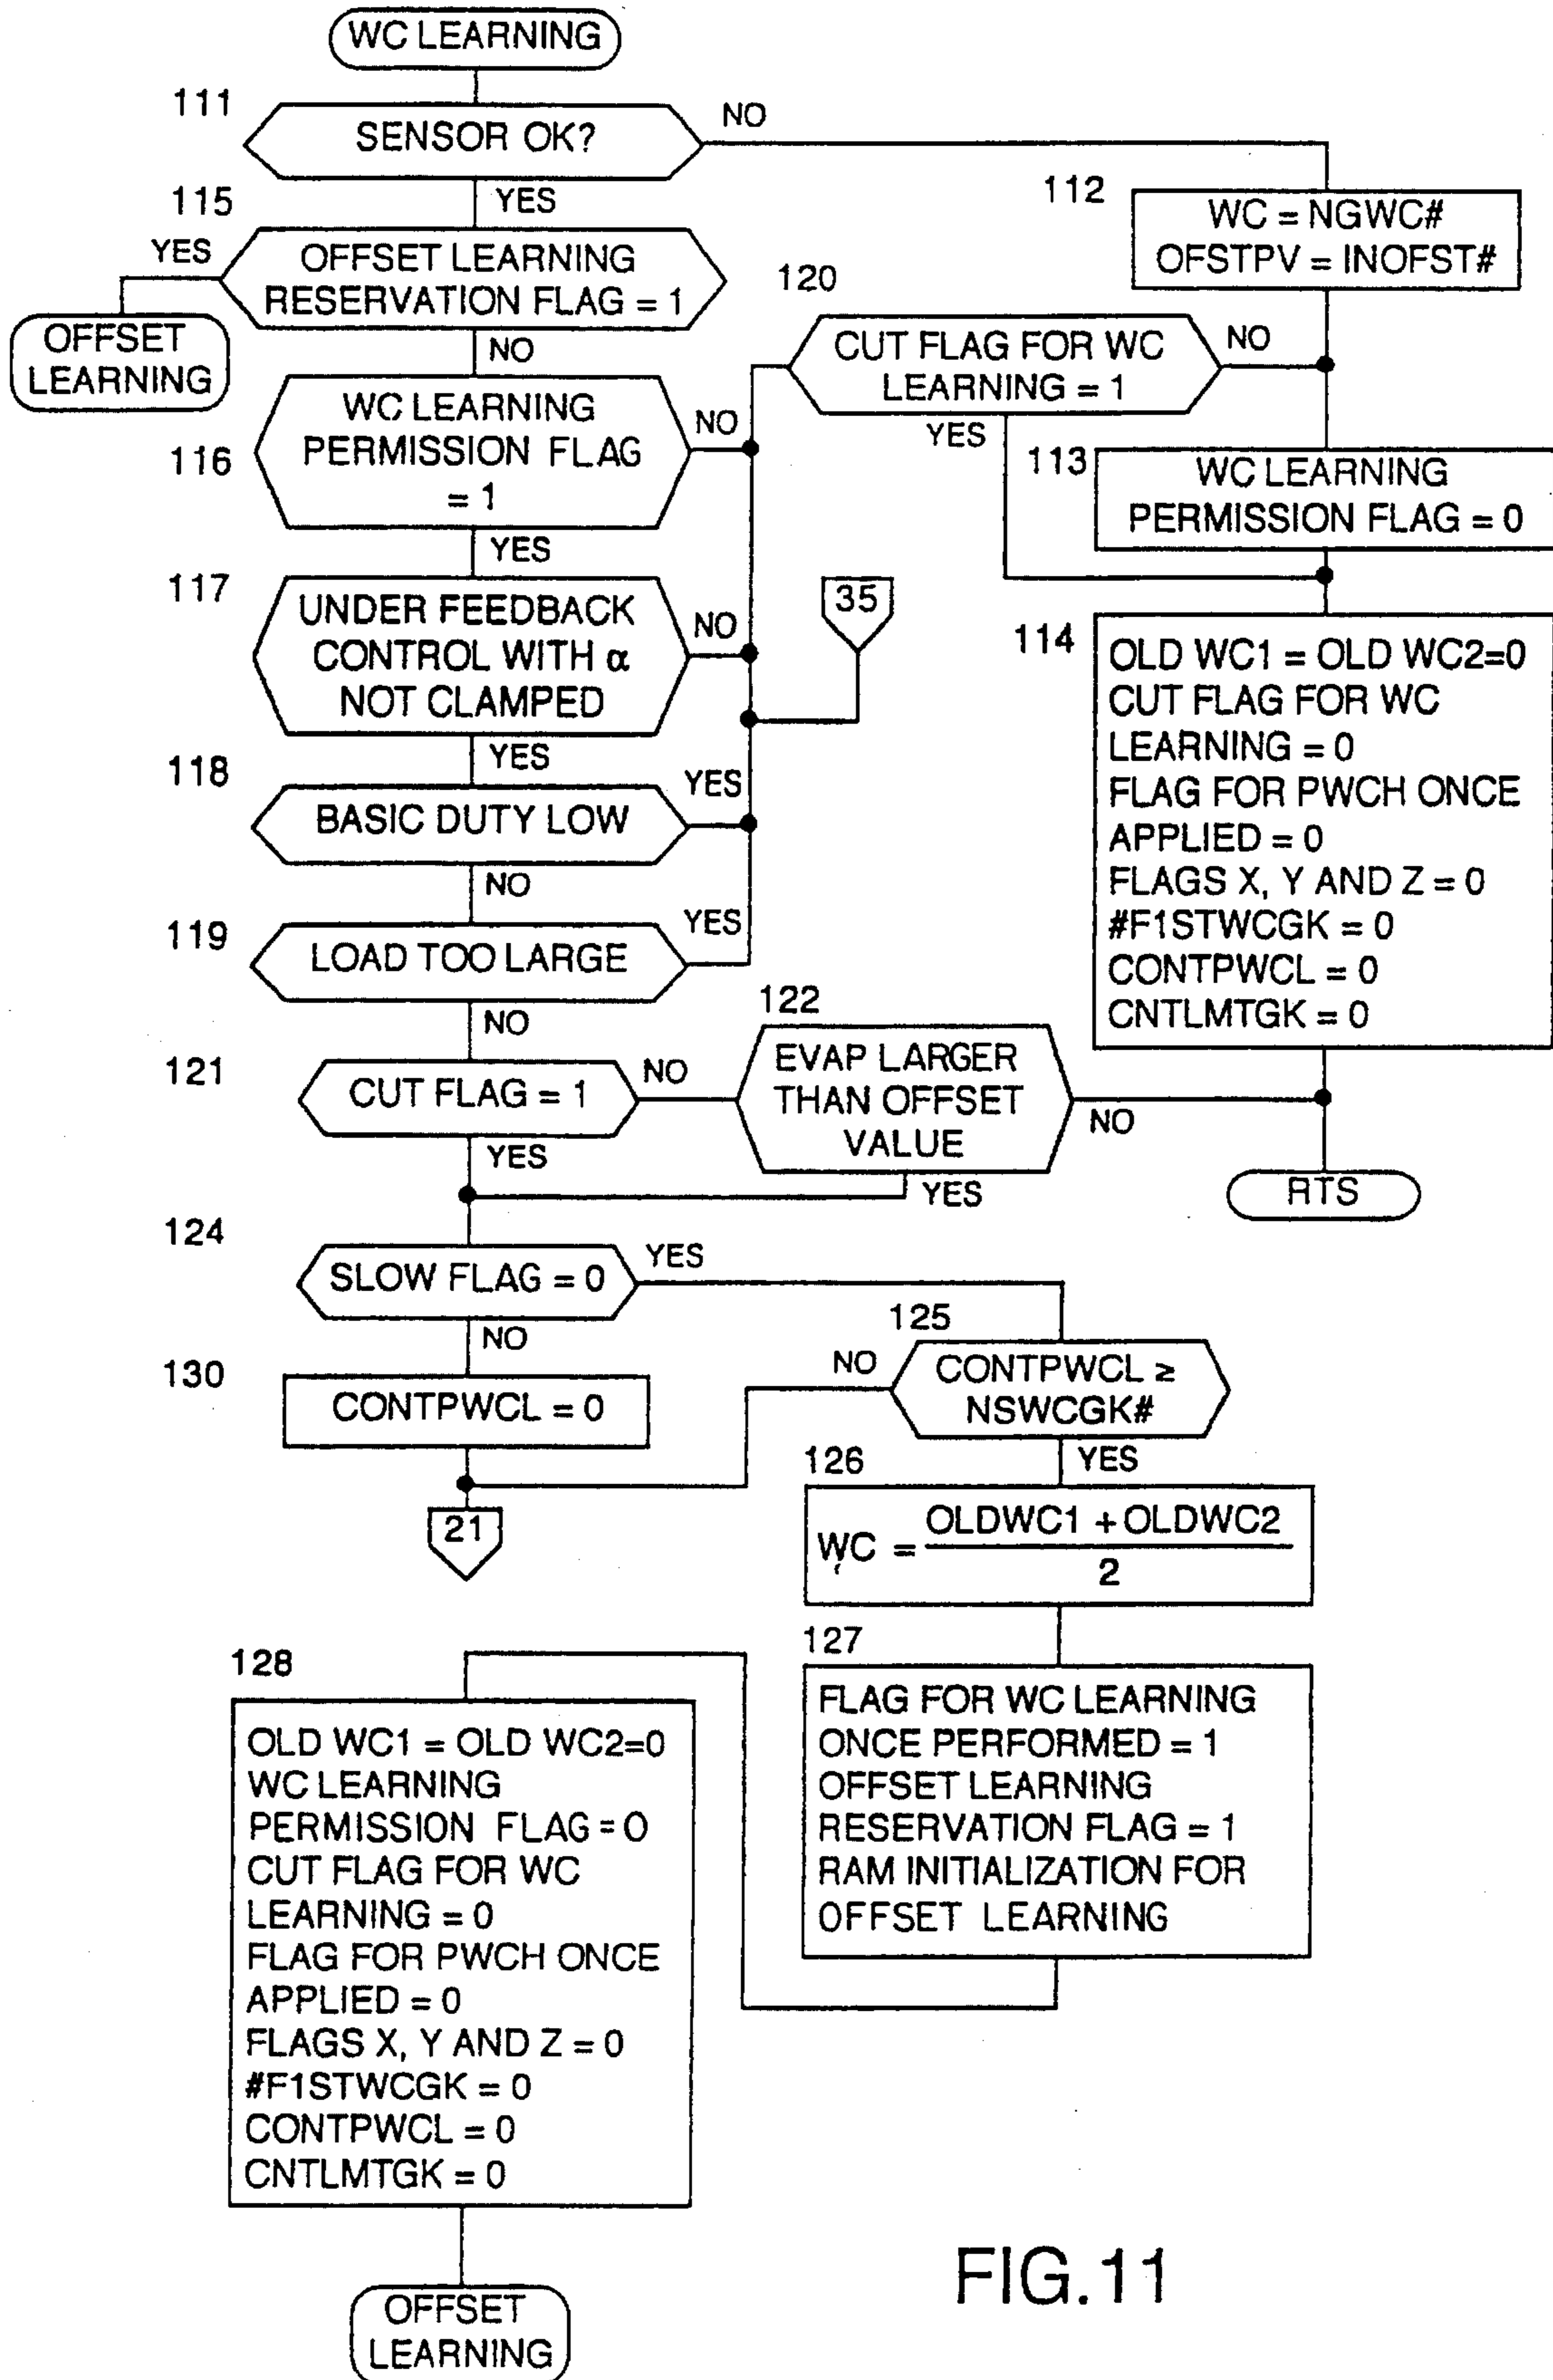 WC LEARNING
111
SENSOR OK?
NO
YES
115
YES
OFFSET LEARNING
RESERVATION FLAG = 1
OFFSET
LEARNING
NO
112
WC = NGWC#
OFSTPV = INOFST#
120
CUT FLAG FOR WC
LEARNING = 1
NO
YES
116
WC LEARNING
PERMISSION FLAG
= 1
NO
YES
113
WC LEARNING
PERMISSION FLAG = 0
117
UNDER FEEDBACK
CONTROL WITH α
NOT CLAMPED
NO
YES
35
114
OLD WC1 = OLD WC2=0
CUT FLAG FOR WC
LEARNING = 0
FLAG FOR PWCH ONCE
APPLIED = 0
FLAGS X, Y AND Z = 0
#F1STWCGK = 0
CONTPWCL = 0
CNTLMTGK = 0
118
BASIC DUTY LOW
YES
NO
119
LOAD TOO LARGE
YES
NO
121
CUT FLAG = 1
NO
YES
122
EVAP LARGER
THAN OFFSET
VALUE
NO
YES
RTS
124
SLOW FLAG = 0
YES
NO
125
CONTPWCL ≥
NSWCGK#
NO
YES
130
CONTPWCL = 0
21
126
WC = OLDWC1 + OLDWC2
2
127
FLAG FOR WC LEARNING
ONCE PERFORMED = 1
OFFSET LEARNING
RESERVATION FLAG = 1
RAM INITIALIZATION FOR
OFFSET LEARNING
128
OLD WC1 = OLD WC2=0
WC LEARNING
PERMISSION FLAG = 0
CUT FLAG FOR WC
LEARNING = 0
FLAG FOR PWCH ONCE
APPLIED = 0
FLAGS X, Y AND Z = 0
#F1STWCGK = 0
CONTPWCL = 0
CNTLMTGK = 0
OFFSET
LEARNING
FIG.11